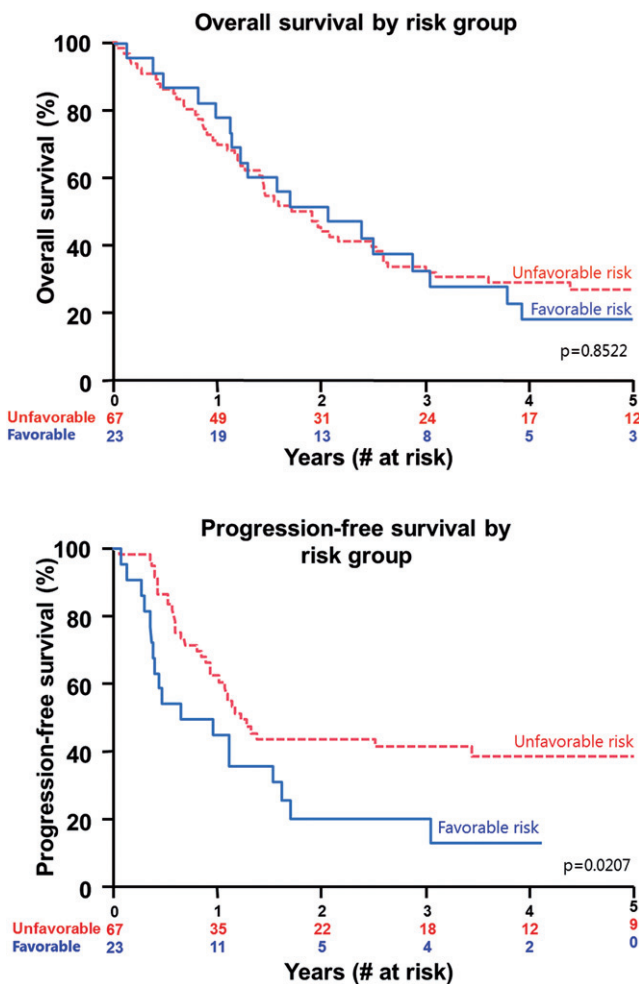 Overall survival by risk group
Overall survival (%)
100
80
60
40
20
0
Unfavorable risk
Favorable risk
p=0.8522
0 1 2 3 4 5
Unfavorable 67 49 31 24 17 12
Favorable 23 19 13 8 5 3
Years (# at risk)
Progression-free survival by
risk group
Progression-free survival (%)
100
80
60
40
20
0
Unfavorable risk
Favorable risk
p=0.0207
0 1 2 3 4 5
Unfavorable 67 35 22 18 12 9
Favorable 23 11 5 4 2 0
Years (# at risk)